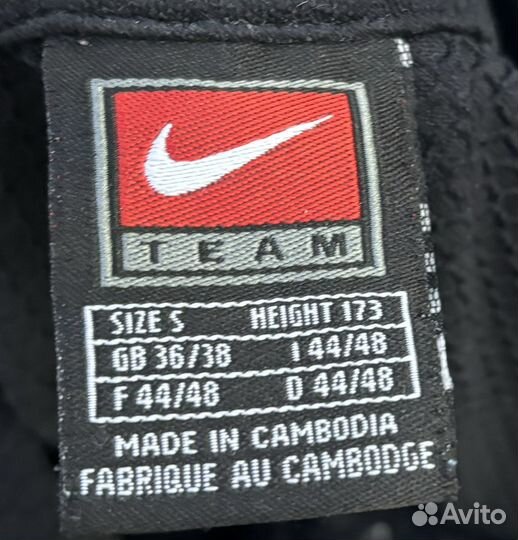 TEAM
SIZE S HEIGHT 173
GB 36/38 I 44/48
F 44/48 D 44/48
MADE IN CAMBODIA
FABRIQUE AU CAMBODGE
Avito